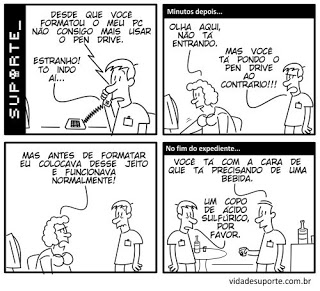 SUPORTE_
DESDE QUE VOCÊ
FORMATOU O MEU PC
NÃO CONSIGO MAIS USAR
O PEN DRIVE.
ESTRANHO!
TÔ INDO
AÍ...
Minutos depois...
OLHA AQUI,
NÃO TÁ
ENTRANDO.
MAS VOCÊ
TÁ PONDO O
PEN DRIVE
AO
CONTRÁRIO!!!
MAS ANTES DE FORMATAR
EU COLOCAVA DESSE JEITO
E FUNCIONAVA
NORMALMENTE!
No fim do expediente...
VOCÊ TÁ COM A CARA DE
QUE TÁ PRECISANDO DE UMA
BEBIDA.
UM COPO
DE ÁCIDO
SULFÚRICO,
POR
FAVOR.
vidadesuporte.com.br